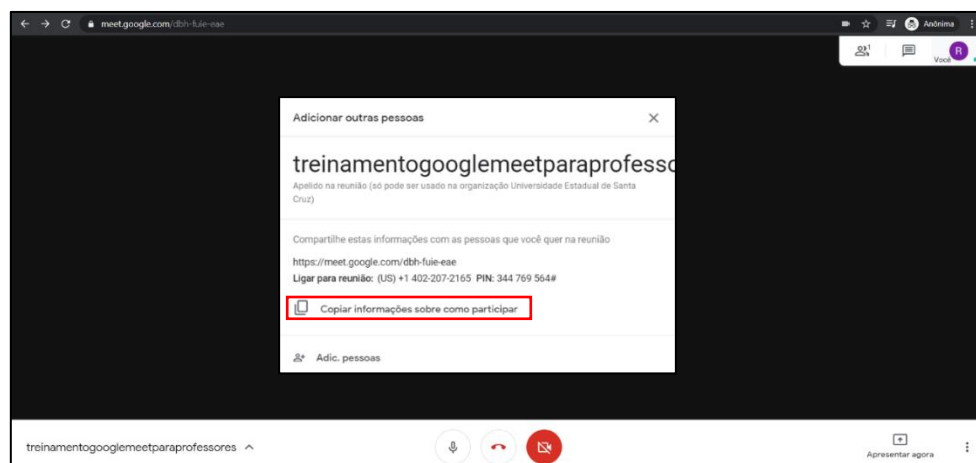 meet.google.com/dbh-fuie-eae
Anônima
1
R
Você
Adicionar outras pessoas
treinamentogooglemeetparaprofesso
Apelido na reunião (só pode ser usado na organização Universidade Estadual de Santa
Cruz)
Compartilhe estas informações com as pessoas que você quer na reunião
https://meet.google.com/dbh-fuie-eae
Ligar para reunião: (US) +1 402-207-2165 PIN: 344 769 564#
Copiar informações sobre como participar
Adic. pessoas
treinamentogooglemeetparaprofessores
Apresentar agora